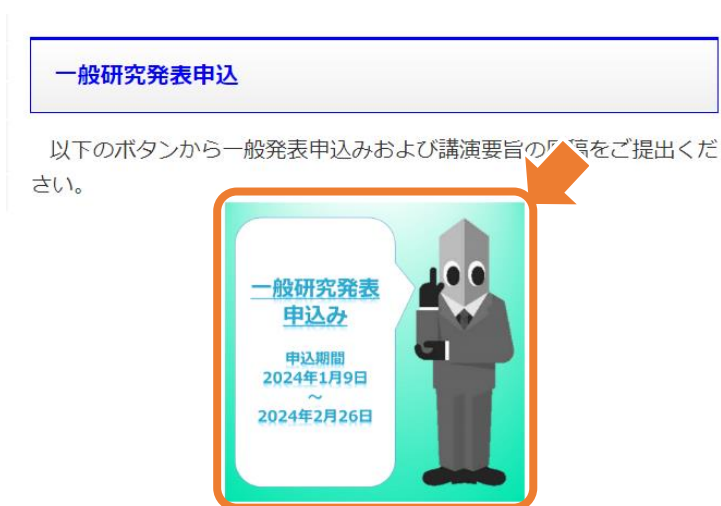 一般研究発表申込
以下のボタンから一般発表申込みおよび講演要旨の原稿をご提出くだ
さい。
一般研究発表
申込み
申込期間
2024年1月9日
～
2024年2月26日